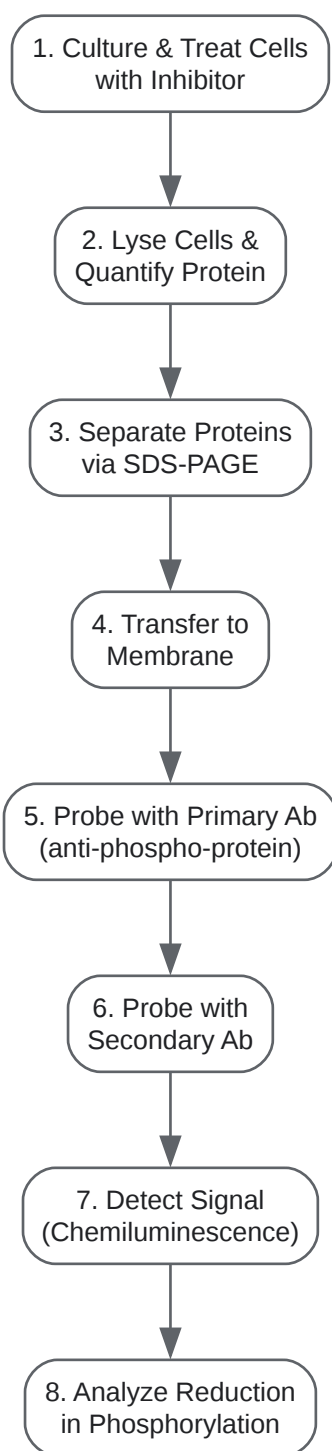 1. Culture & Treat Cells
with Inhibitor
2. Lyse Cells &
Quantify Protein
3. Separate Proteins
via SDS-PAGE
4. Transfer to
Membrane
5. Probe with Primary Ab
(anti-phospho-protein)
6. Probe with
Secondary Ab
7. Detect Signal
(Chemiluminescence)
8. Analyze Reduction
in Phosphorylation